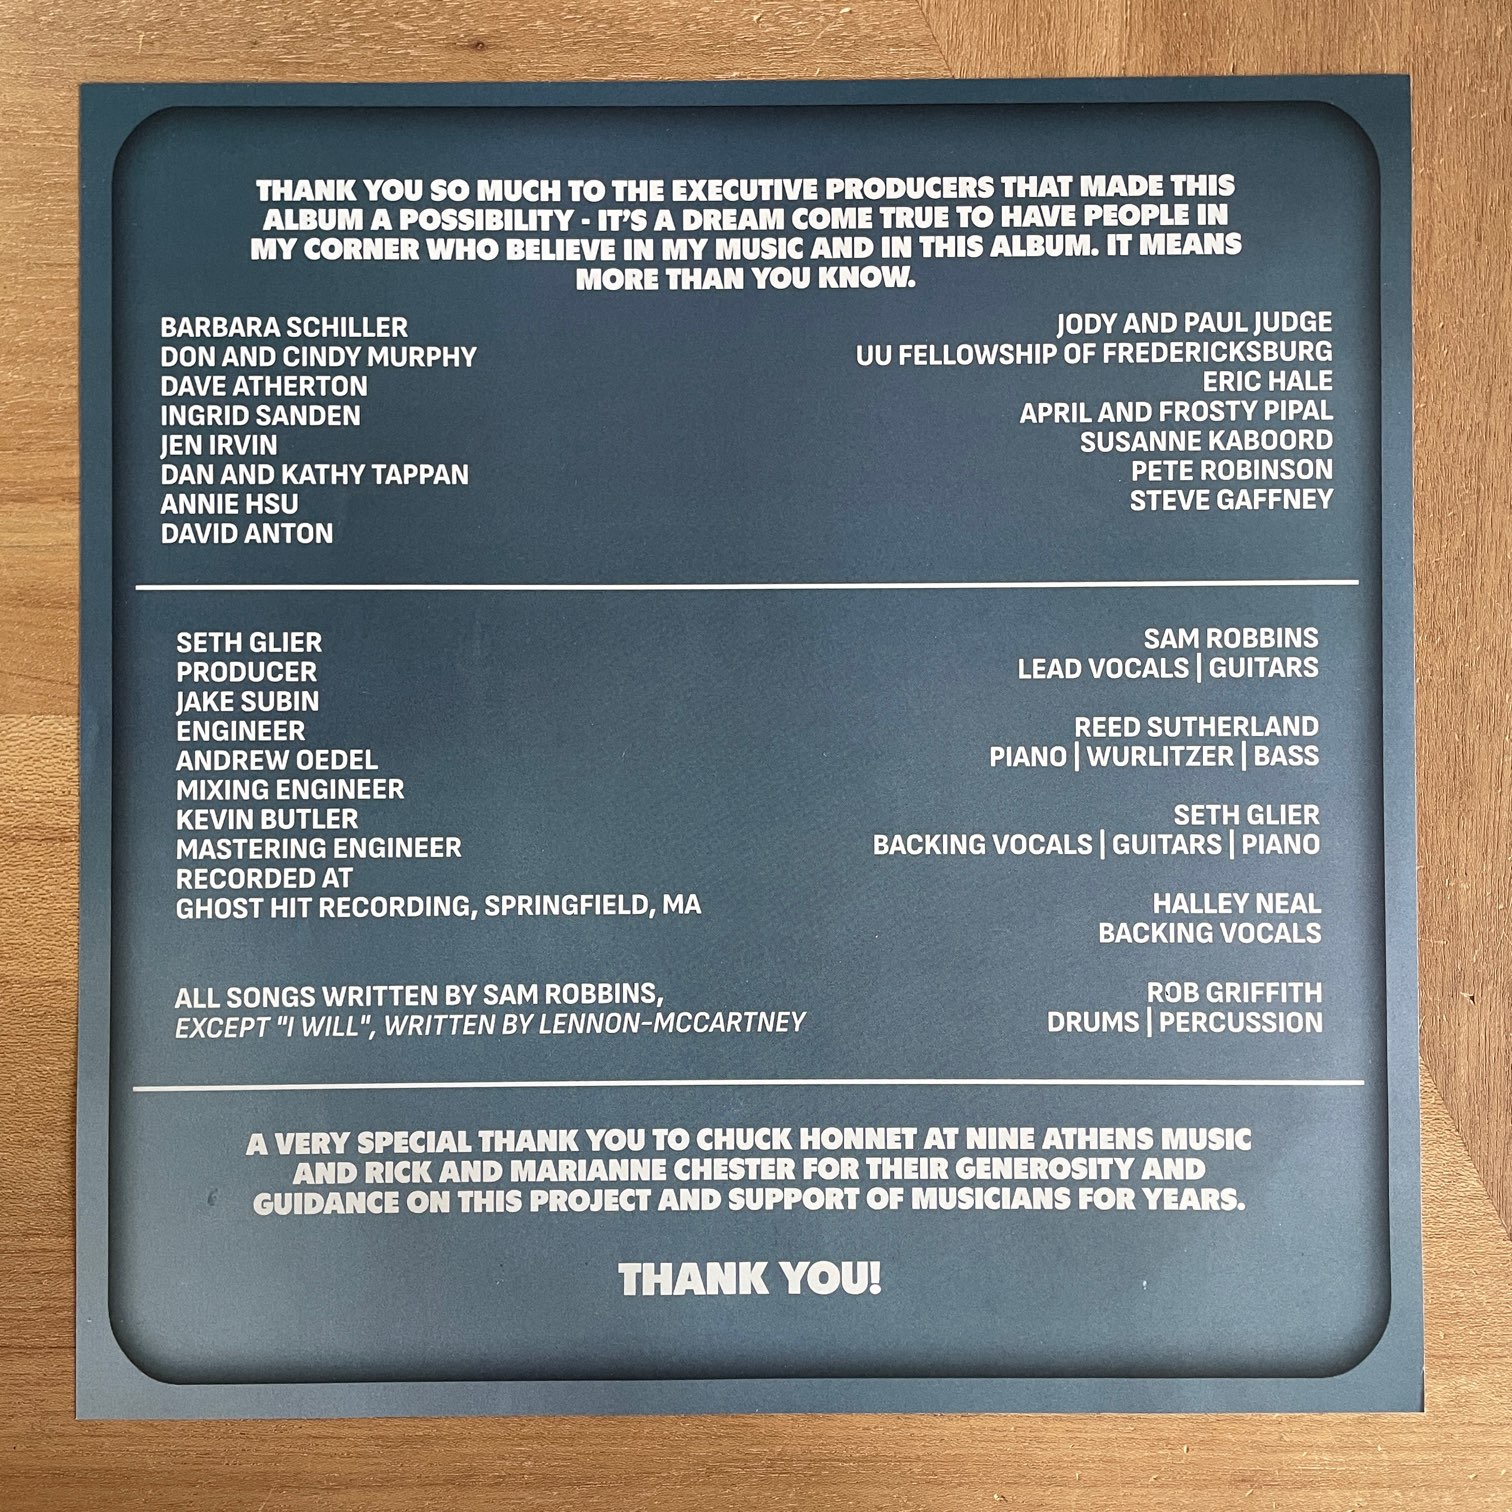 THANK YOU SO MUCH TO THE EXECUTIVE PRODUCERS THAT MADE THIS
ALBUM A POSSIBILITY - IT'S A DREAM COME TRUE TO HAVE PEOPLE IN
MY CORNER WHO BELIEVE IN MY MUSIC AND IN THIS ALBUM. IT MEANS
MORE THAN YOU KNOW.
BARBARA SCHILLER
DON AND CINDY MURPHY
DAVE ATHERTON
INGRID SANDEN
JEN IRVIN
DAN AND KATHY TAPPAN
ANNIE HSU
DAVID ANTON
JODY AND PAUL JUDGE
UU FELLOWSHIP OF FREDERICKSBURG
ERIC HALE
APRIL AND FROSTY PIPAL
SUSANNE KABOORD
PETE ROBINSON
STEVE GAFFNEY
SETH GLIER
PRODUCER
JAKE SUBIN
ENGINEER
ANDREW OEDEL
MIXING ENGINEER
KEVIN BUTLER
MASTERING ENGINEER
RECORDED AT
GHOST HIT RECORDING, SPRINGFIELD, MA
ALL SONGS WRITTEN BY SAM ROBBINS,
EXCEPT "I WILL", WRITTEN BY LENNON-MCCARTNEY
SAM ROBBINS
LEAD VOCALS | GUITARS
REED SUTHERLAND
PIANO | WURLITZER | BASS
SETH GLIER
BACKING VOCALS | GUITARS | PIANO
HALLEY NEAL
BACKING VOCALS
ROB GRIFFITH
DRUMS | PERCUSSION
A VERY SPECIAL THANK YOU TO CHUCK HONNET AT NINE ATHENS MUSIC
AND RICK AND MARIANNE CHESTER FOR THEIR GENEROSITY AND
GUIDANCE ON THIS PROJECT AND SUPPORT OF MUSICIANS FOR YEARS.
THANK YOU!